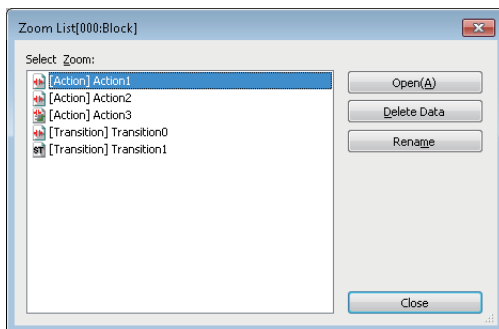 Zoom List[000:Block]
Select Zoom:
[Action] Action1
[Action] Action2
[Action] Action3
[Transition] Transition0
ST [Transition] Transition1
Open(A)
Delete Data
Rename
Close